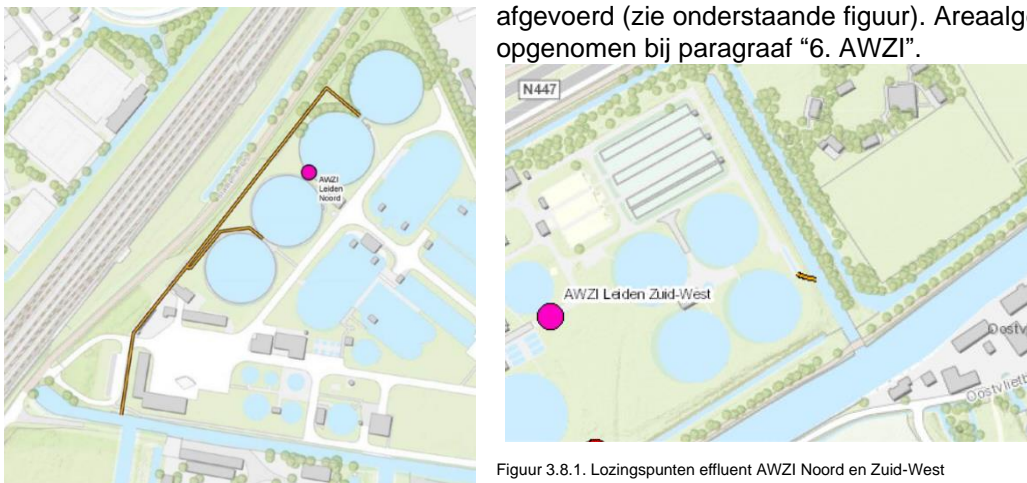 afgevoerd (zie onderstaande figuur).
opgenomen bij paragraaf “6. AWZI”.
N447
AWZI
Leiden
Noord
AWZI Leiden Zuid-West
Figuur 3.8.1. Lozingspunten effluent AWZI Noord en Zuid-West